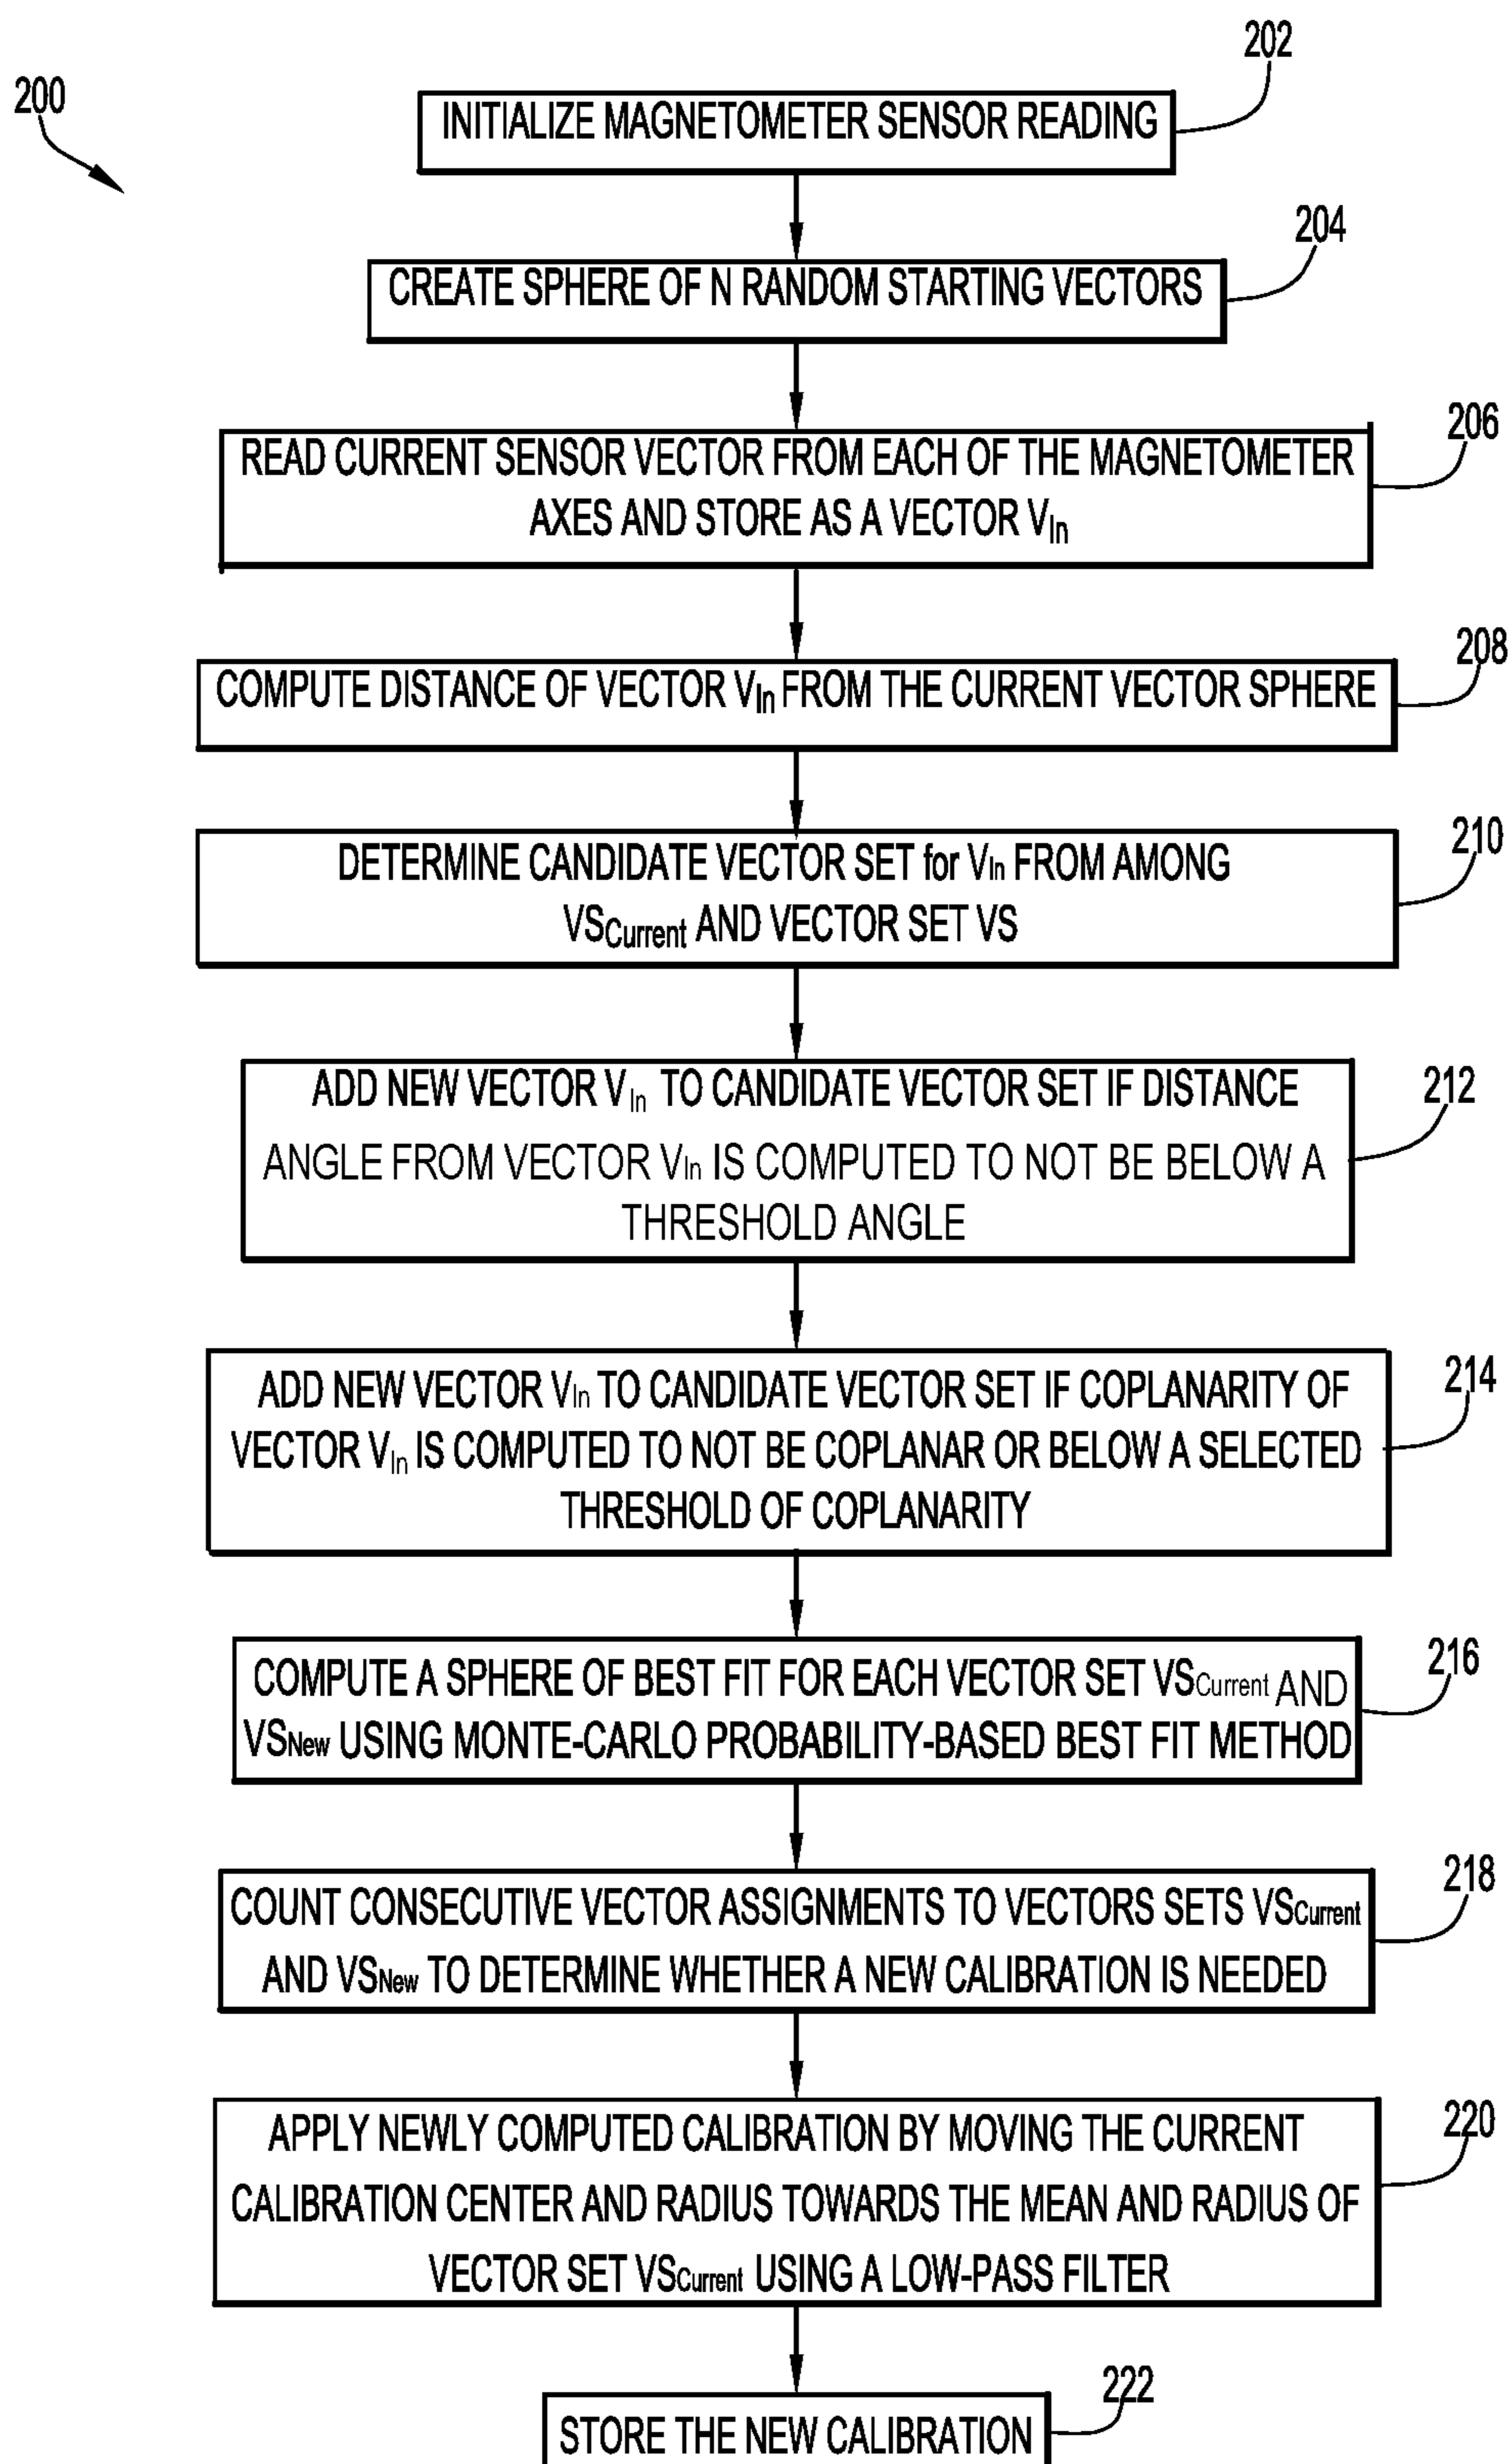 200
202
INITIALIZE MAGNETOMETER SENSOR READING
204
CREATE SPHERE OF N RANDOM STARTING VECTORS
206
READ CURRENT SENSOR VECTOR FROM EACH OF THE MAGNETOMETER
AXES AND STORE AS A VECTOR VIn
208
COMPUTE DISTANCE OF VECTOR VIn FROM THE CURRENT VECTOR SPHERE
210
DETERMINE CANDIDATE VECTOR SET for VIn FROM AMONG
VSCurrent AND VECTOR SET VS
212
ADD NEW VECTOR VIn TO CANDIDATE VECTOR SET IF DISTANCE
ANGLE FROM VECTOR VIn IS COMPUTED TO NOT BE BELOW A
THRESHOLD ANGLE
214
ADD NEW VECTOR VIn TO CANDIDATE VECTOR SET IF COPLANARITY OF
VECTOR VIn IS COMPUTED TO NOT BE COPLANAR OR BELOW A SELECTED
THRESHOLD OF COPLANARITY
216
COMPUTE A SPHERE OF BEST FIT FOR EACH VECTOR SET VSCurrent AND
VSNew USING MONTE-CARLO PROBABILITY-BASED BEST FIT METHOD
218
COUNT CONSECUTIVE VECTOR ASSIGNMENTS TO VECTORS SETS VSCurrent
AND VSNew TO DETERMINE WHETHER A NEW CALIBRATION IS NEEDED
220
APPLY NEWLY COMPUTED CALIBRATION BY MOVING THE CURRENT
CALIBRATION CENTER AND RADIUS TOWARDS THE MEAN AND RADIUS OF
VECTOR SET VSCurrent USING A LOW-PASS FILTER
222
STORE THE NEW CALIBRATION